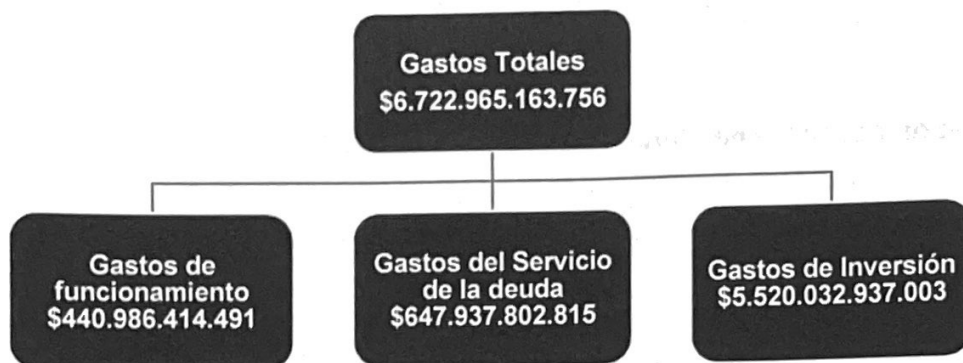 Gastos Totales
$6.722.965.163.756
Gastos de
funcionamiento
$440.986.414.491
Gastos del Servicio
de la deuda
$647.937.802.815
Gastos de Inversión
$5.520.032.937.003